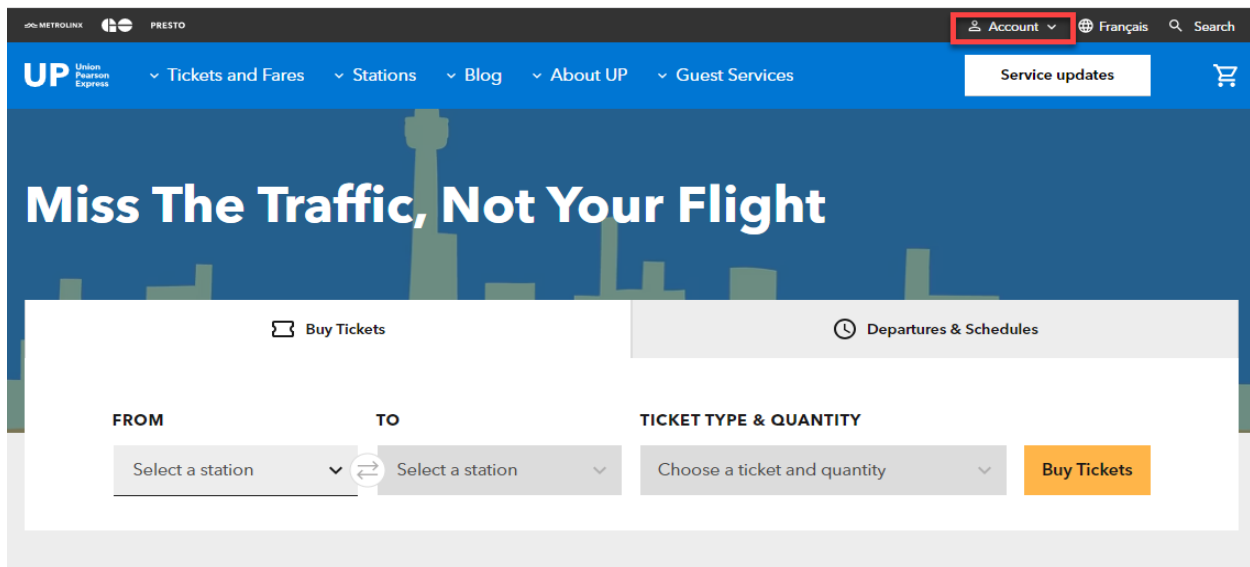 METROLINX GO PRESTO Account Français Search
UP Union Pearson Express Tickets and Fares Stations Blog About UP Guest Services Service updates
Miss The Traffic, Not Your Flight
Buy Tickets Departures & Schedules
FROM TO TICKET TYPE & QUANTITY
Select a station Select a station Choose a ticket and quantity Buy Tickets